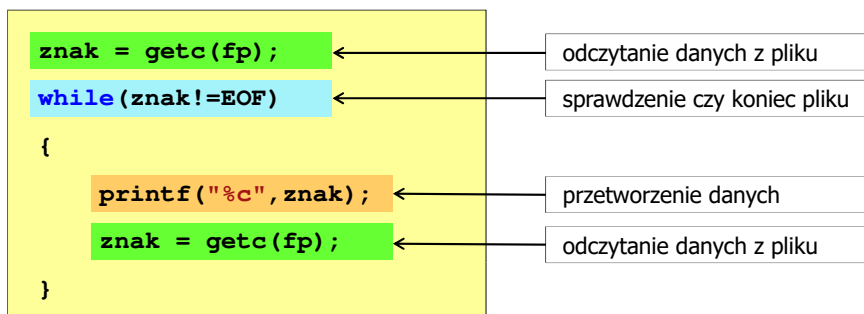 znak = getc(fp);
odczytanie danych z pliku
while(znak!=EOF)
sprawdzenie czy koniec pliku
{
printf("%c",znak);
przetworzenie danych
znak = getc(fp);
odczytanie danych z pliku
}